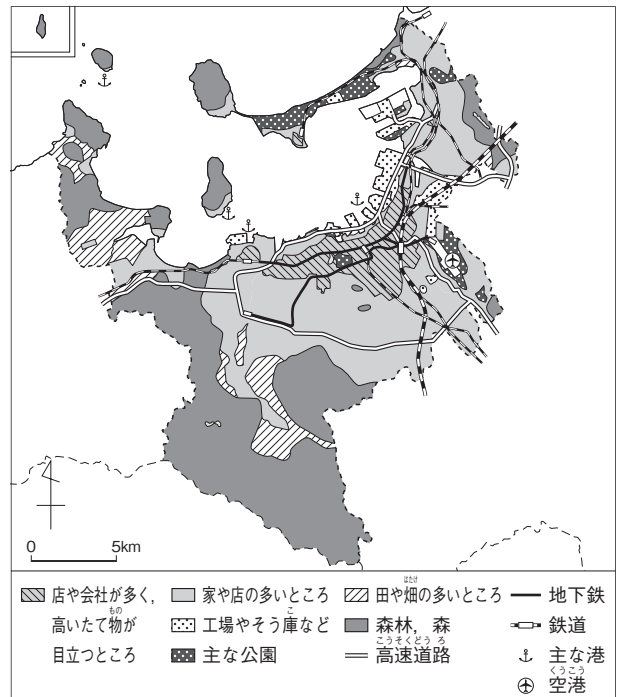 0 5km
店や会社が多く,
高いたて物が
目立つところ
もの
家や店の多いところ
工場やそう庫など
こ
主な公園
田や畑の多いところ
はたけ
森林, 森
高速道路
こうそくどうろ
地下鉄
鉄道
主な港
空港
くうこう